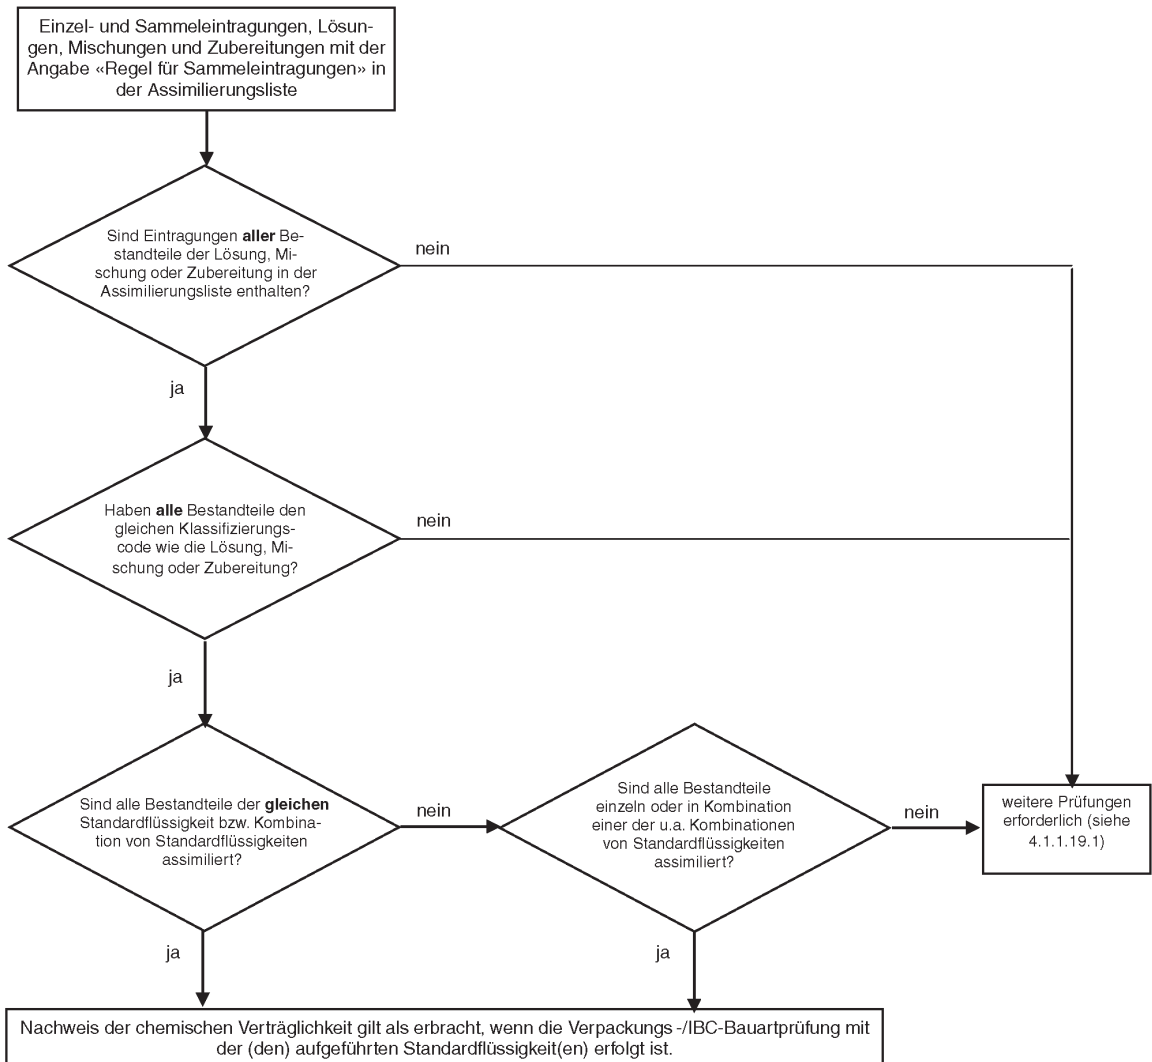 Einzel- und Sammeleintragungen, Lösun-
gen, Mischungen und Zubereitungen mit der
Angabe «Regel für Sammeleintragungen» in
der Assimilierungsliste
Sind Eintragungen aller Be-
standteile der Lösung, Mi-
schung oder Zubereitung in der
Assimilierungsliste enthalten?
nein
ja
Haben alle Bestandteile den
gleichen Klassifizierungs-
code wie die Lösung, Mi-
schung oder Zubereitung?
nein
ja
Sind alle Bestandteile der gleichen
Standardflüssigkeit bzw. Kombina-
tion von Standardflüssigkeiten
assimiliert?
nein
Sind alle Bestandteile
einzeln oder in Kombination
einer der u.a. Kombinationen
von Standardflüssigkeiten
assimiliert?
nein
weitere Prüfungen
erforderlich (siehe
4.1.1.19.1)
ja
ja
Nachweis der chemischen Verträglichkeit gilt als erbracht, wenn die Verpackungs -/IBC-Bauartprüfung mit
der (den) aufgeführten Standardflüssigkeit(en) erfolgt ist.